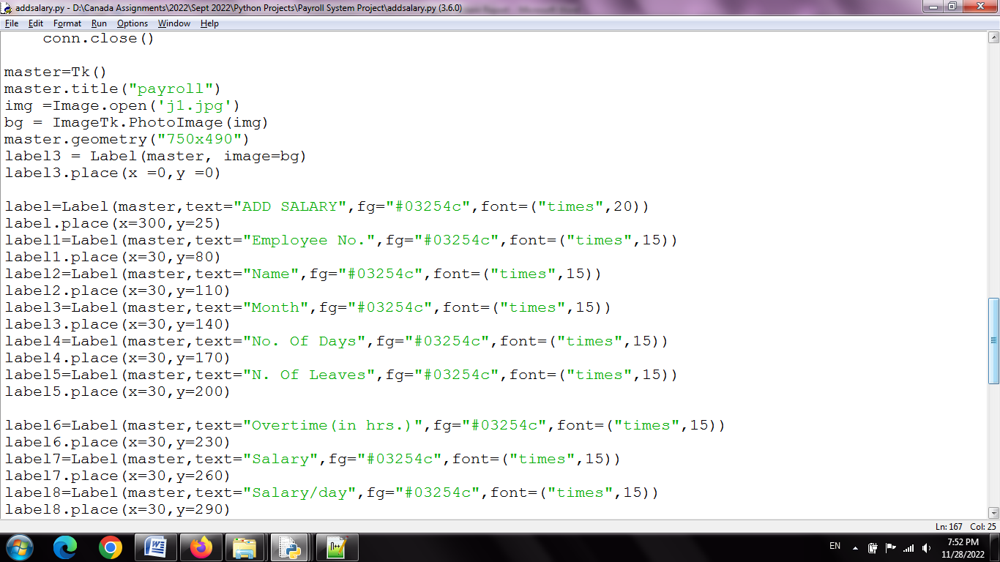 addsalary.py - D:\Canada Assignments\2022\Sept 2022\Python Projects\Payroll System Project\addsalary.py (3.6.0)
File Edit Format Run Options Window Help
    conn.close()

master=Tk()
master.title("payroll")
img =Image.open('j1.jpg')
bg = ImageTk.PhotoImage(img)
master.geometry("750x490")
label3 = Label(master, image=bg)
label3.place(x =0,y =0)

label=Label(master,text="ADD SALARY",fg="#03254c",font=("times",20))
label.place(x=300,y=25)
label1=Label(master,text="Employee No.",fg="#03254c",font=("times",15))
label1.place(x=30,y=80)
label2=Label(master,text="Name",fg="#03254c",font=("times",15))
label2.place(x=30,y=110)
label3=Label(master,text="Month",fg="#03254c",font=("times",15))
label3.place(x=30,y=140)
label4=Label(master,text="No. Of Days",fg="#03254c",font=("times",15))
label4.place(x=30,y=170)
label5=Label(master,text="N. Of Leaves",fg="#03254c",font=("times",15))
label5.place(x=30,y=200)

label6=Label(master,text="Overtime(in hrs.)",fg="#03254c",font=("times",15))
label6.place(x=30,y=230)
label7=Label(master,text="Salary",fg="#03254c",font=("times",15))
label7.place(x=30,y=260)
label8=Label(master,text="Salary/day",fg="#03254c",font=("times",15))
label8.place(x=30,y=290)
Ln: 167 Col: 25
EN
7:52 PM
11/28/2022